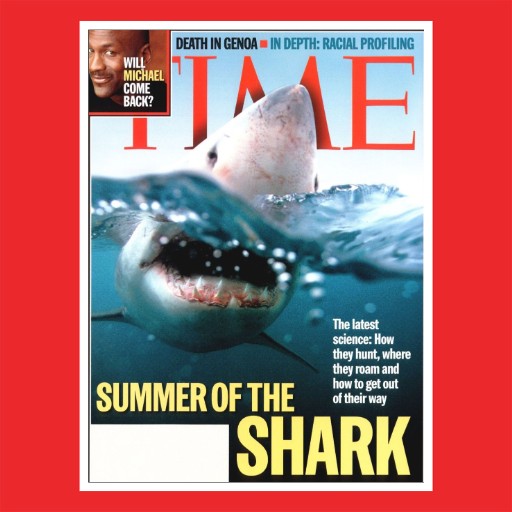 WILL
MICHAEL
COME
BACK?
DEATH IN GENOA ■ IN DEPTH: RACIAL PROFILING
TIME
The latest
science: How
they hunt, where
they roam and
how to get out
of their way
SUMMER OF THE
SHARK